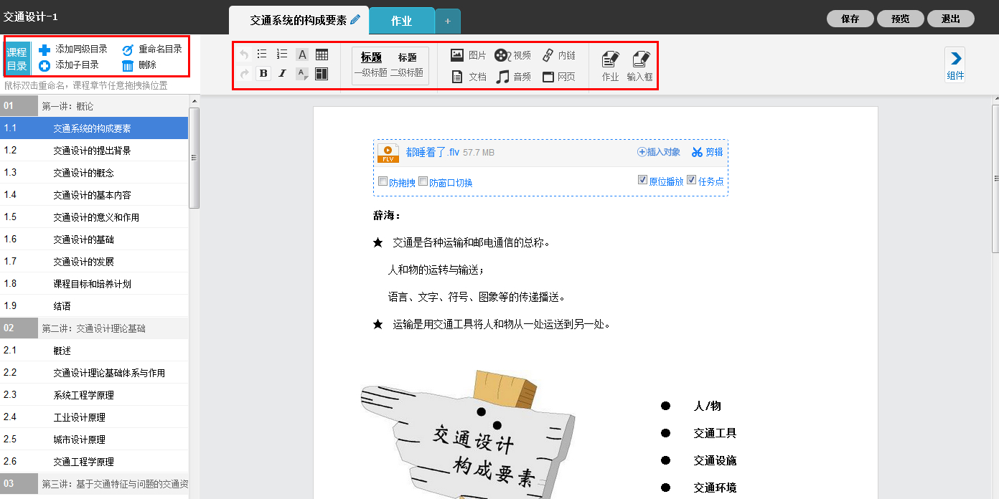 交通设计-1
交通系统的构成要素
作业
+
保存
预览
退出
课程
目录
添加同级目录
重命名目录
添加子目录
删除
鼠标双击重命名，课程章节任意拖拽换位置
A
B
I
A
标题
一级标题
标题
二级标题
图片
视频
内链
文档
音频
网页
作业
输入框
组件
01 第一讲：概论
1.1 交通系统的构成要素
1.2 交通设计的提出背景
1.3 交通设计的概念
1.4 交通设计的基本内容
1.5 交通设计的意义和作用
1.6 交通设计的基础
1.7 交通设计的发展
1.8 课程目标和培养计划
1.9 结语
02 第二讲：交通设计理论基础
2.1 概述
2.2 交通设计理论基础体系与作用
2.3 系统工程学原理
2.4 工业设计原理
2.5 城市设计原理
2.6 交通工程学原理
03 第三讲：基于交通特征与问题的交通资
FLV
都睡着了.flv 57.7 MB
插入对象
剪辑
防拖拽
防窗口切换
原位播放
任务点
辞海：
★ 交通是各种运输和邮电通信的总称。
人和物的运转与输送；
语言、文字、符号、图象等的传递播送。
★ 运输是用交通工具将人和物从一处运送到另一处。
交通设计
构成要素
● 人/物
● 交通工具
● 交通设施
● 交通环境